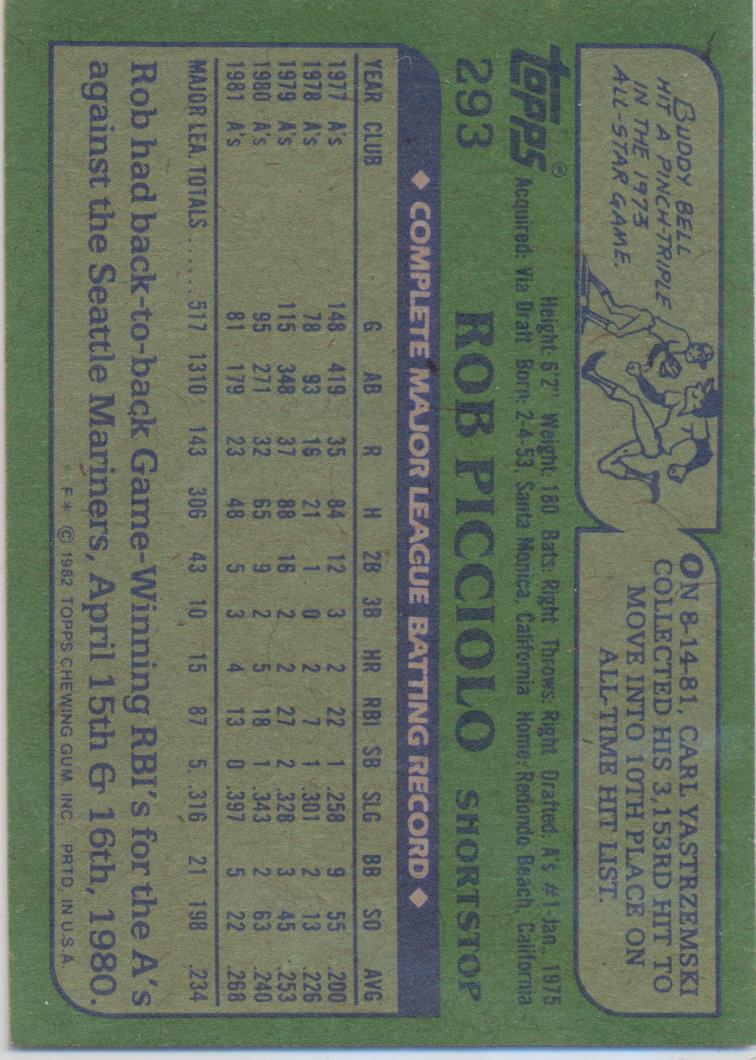 BUDDY BELL
HIT A PINCH-TRIPLE
IN THE 1973
ALL-STAR GAME.
ON 8-14-81, CARL YASTRZEMSKI
COLLECTED HIS 3,153RD HIT TO
MOVE INTO 10TH PLACE ON
ALL-TIME HIT LIST.
topps®
Height: 6'2" Weight: 180 Bats: Right Throws: Right Drafted: A's #1-Jan., 1975
Acquired: Via Draft Born: 2-4-53, Santa Monica, California Home: Redondo Beach, California
293 ROB PICCIOLO SHORTSTOP
◆ COMPLETE MAJOR LEAGUE BATTING RECORD ◆
YEAR CLUB G AB R H 2B 3B HR RBI SB SLG BB SO AVG
1977 A's 148 419 35 84 12 3 2 22 1 .258 9 55 .200
1978 A's 78 93 16 21 1 0 2 7 1 .301 2 13 .226
1979 A's 115 348 37 88 16 2 2 27 2 .328 3 45 .253
1980 A's 95 271 32 65 9 2 5 18 1 .343 2 63 .240
1981 A's 81 179 23 48 5 3 4 13 0 .397 5 22 .268
MAJOR LEA. TOTALS ...... 517 1310 143 306 43 10 15 87 5 .316 21 198 .234
Rob had back-to-back Game-Winning RBI's for the A's
against the Seattle Mariners, April 15th & 16th, 1980.
F* © 1982 TOPPS CHEWING GUM, INC. PRTD. IN U.S.A.